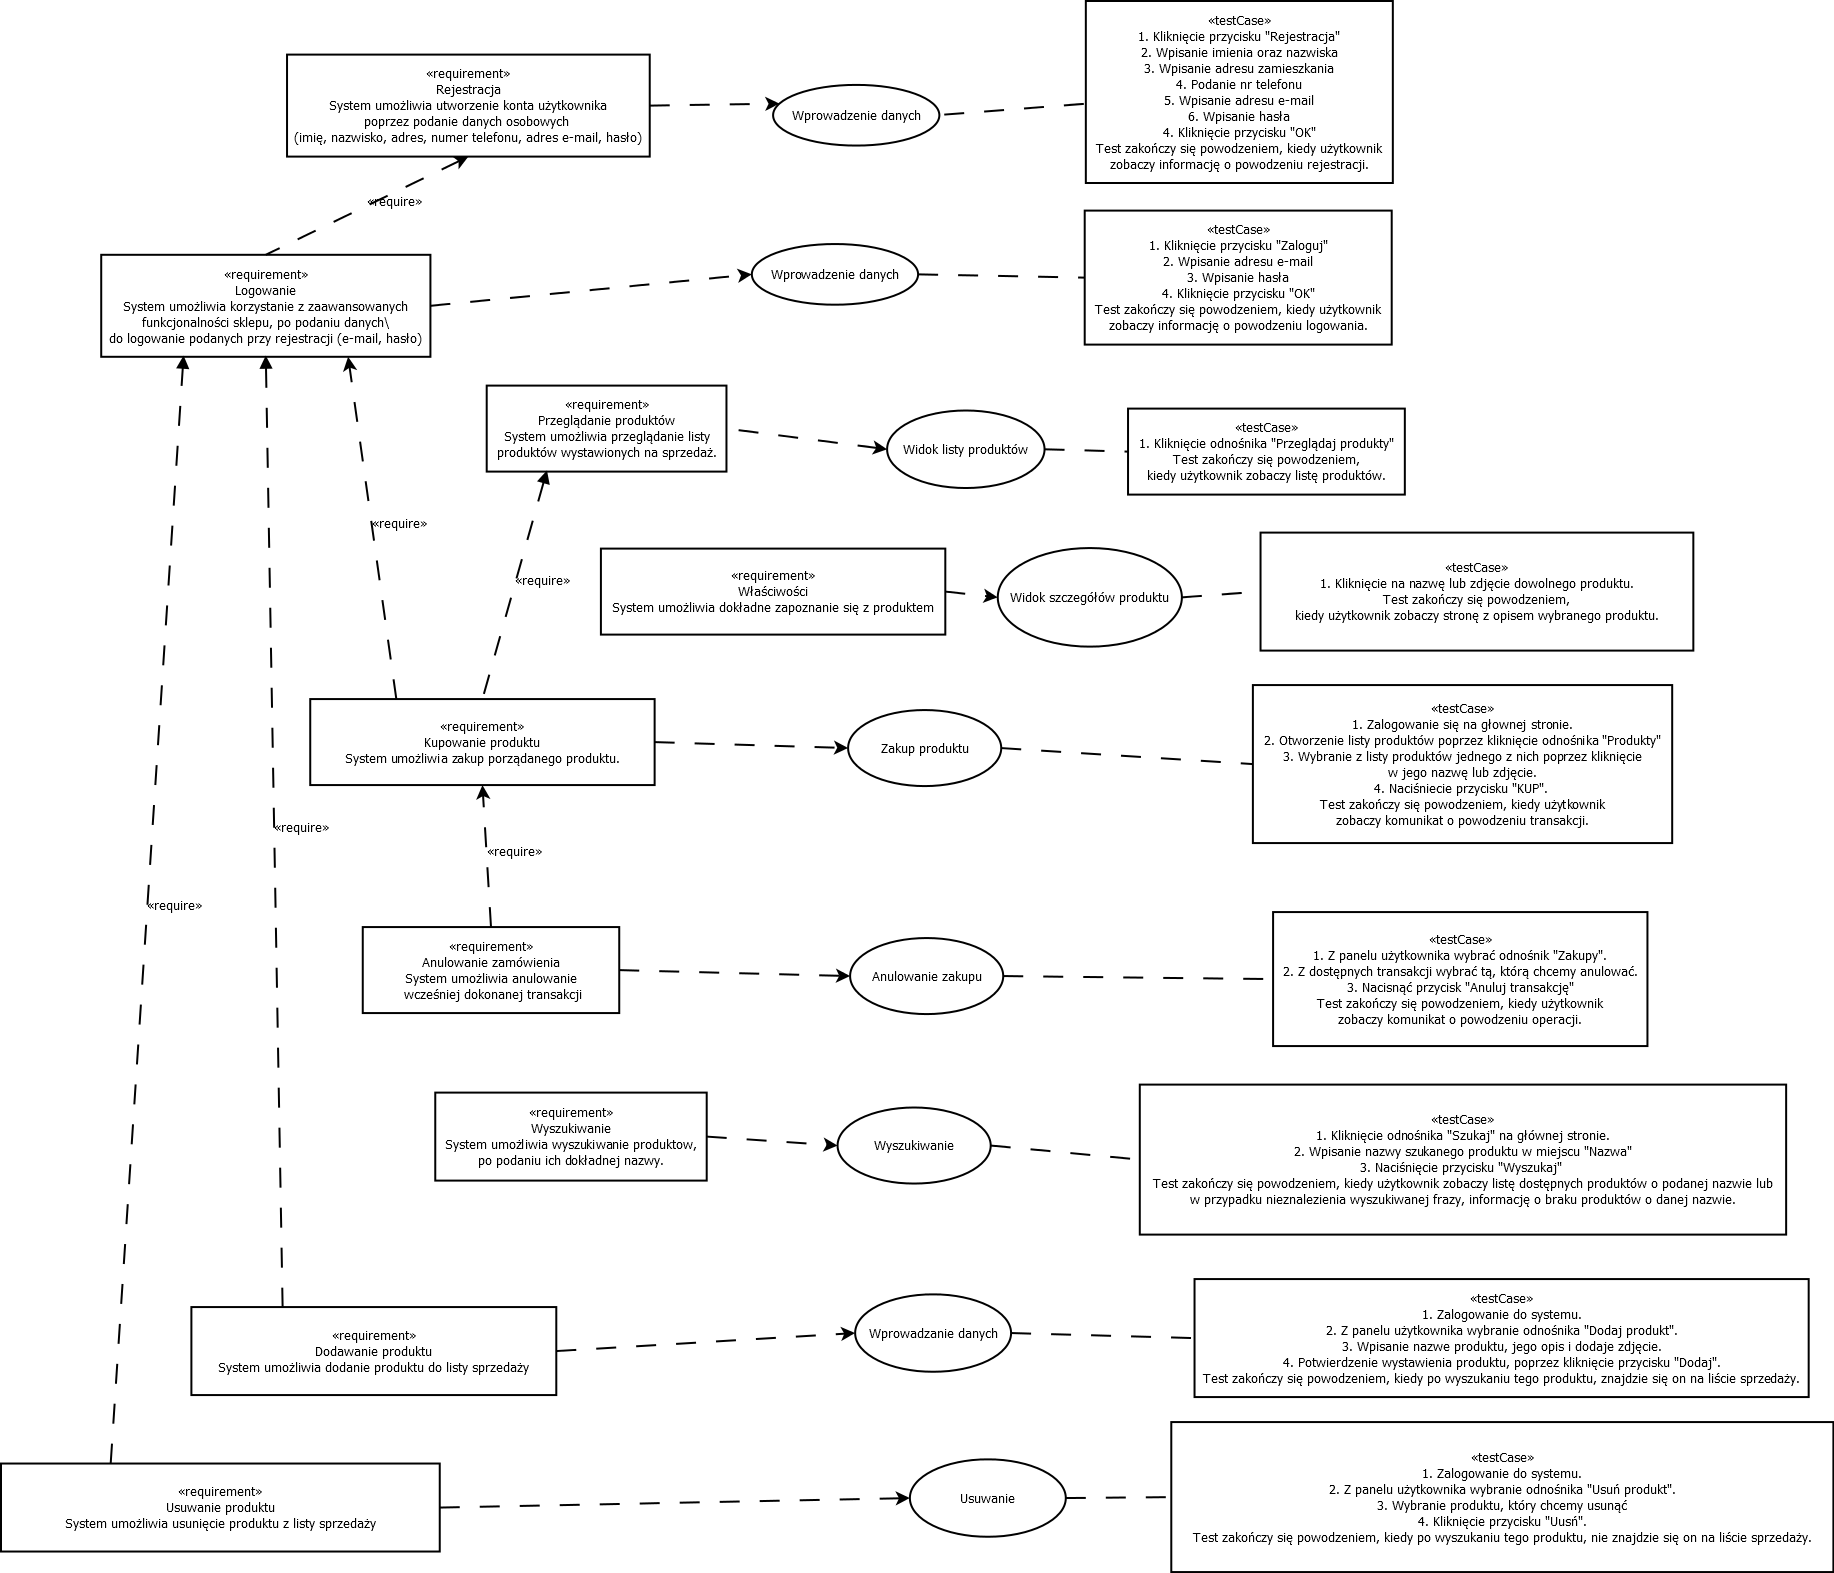 «requirement»
Rejestracja
System umożliwia utworzenie konta użytkownika
poprzez podanie danych osobowych
(imię, nazwisko, adres, numer telefonu, adres e-mail, hasło)
Wprowadzenie danych
«testCase»
1. Kliknięcie przycisku "Rejestracja"
2. Wpisanie imienia oraz nazwiska
3. Wpisanie adresu zamieszkania
4. Podanie nr telefonu
5. Wpisanie adresu e-mail
6. Wpisanie hasła
4. Kliknięcie przycisku "OK"
Test zakończy się powodzeniem, kiedy użytkownik
zobaczy informację o powodzeniu rejestracji.
«require»
«requirement»
Logowanie
System umożliwia korzystanie z zaawansowanych
funkcjonalności sklepu, po podaniu danych\
do logowanie podanych przy rejestracji (e-mail, hasło)
Wprowadzenie danych
«testCase»
1. Kliknięcie przycisku "Zaloguj"
2. Wpisanie adresu e-mail
3. Wpisanie hasła
4. Kliknięcie przycisku "OK"
Test zakończy się powodzeniem, kiedy użytkownik
zobaczy informację o powodzeniu logowania.
«requirement»
Przeglądanie produktów
System umożliwia przeglądanie listy
produktów wystawionych na sprzedaż.
Widok listy produktów
«testCase»
1. Kliknięcie odnośnika "Przeglądaj produkty"
Test zakończy się powodzeniem,
kiedy użytkownik zobaczy listę produktów.
«require»
«require»
«requirement»
Właściwości
System umożliwia dokładne zapoznanie się z produktem
Widok szczegółów produktu
«testCase»
1. Kliknięcie na nazwę lub zdjęcie dowolnego produktu.
Test zakończy się powodzeniem,
kiedy użytkownik zobaczy stronę z opisem wybranego produktu.
«requirement»
Kupowanie produktu
System umożliwia zakup porządanego produktu.
Zakup produktu
«testCase»
1. Zalogowanie się na głownej stronie.
2. Otworzenie listy produktów poprzez kliknięcie odnośnika "Produkty"
3. Wybranie z listy produktów jednego z nich poprzez kliknięcie
w jego nazwę lub zdjęcie.
4. Naciśniecie przycisku "KUP".
Test zakończy się powodzeniem, kiedy użytkownik
zobaczy komunikat o powodzeniu transakcji.
«require»
«require»
«require»
«requirement»
Anulowanie zamówienia
System umożliwia anulowanie
wcześniej dokonanej transakcji
Anulowanie zakupu
«testCase»
1. Z panelu użytkownika wybrać odnośnik "Zakupy".
2. Z dostępnych transakcji wybrać tą, którą chcemy anulować.
3. Nacisnąć przycisk "Anuluj transakcję"
Test zakończy się powodzeniem, kiedy użytkownik
zobaczy komunikat o powodzeniu operacji.
«requirement»
Wyszukiwanie
System umożliwia wyszukiwanie produktow,
po podaniu ich dokładnej nazwy.
Wyszukiwanie
«testCase»
1. Kliknięcie odnośnika "Szukaj" na głównej stronie.
2. Wpisanie nazwy szukanego produktu w miejscu "Nazwa"
3. Naciśnięcie przycisku "Wyszukaj"
Test zakończy się powodzeniem, kiedy użytkownik zobaczy listę dostępnych produktów o podanej nazwie lub
w przypadku nieznalezienia wyszukiwanej frazy, informację o braku produktów o danej nazwie.
«requirement»
Dodawanie produktu
System umożliwia dodanie produktu do listy sprzedaży
Wprowadzanie danych
«testCase»
1. Zalogowanie do systemu.
2. Z panelu użytkownika wybranie odnośnika "Dodaj produkt".
3. Wpisanie nazwe produktu, jego opis i dodaje zdjęcie.
4. Potwierdzenie wystawienia produktu, poprzez kliknięcie przycisku "Dodaj".
Test zakończy się powodzeniem, kiedy po wyszukaniu tego produktu, znajdzie się on na liście sprzedaży.
«requirement»
Usuwanie produktu
System umożliwia usunięcie produktu z listy sprzedaży
Usuwanie
«testCase»
1. Zalogowanie do systemu.
2. Z panelu użytkownika wybranie odnośnika "Usuń produkt".
3. Wybranie produktu, który chcemy usunąć
4. Kliknięcie przycisku "Uusń".
Test zakończy się powodzeniem, kiedy po wyszukaniu tego produktu, nie znajdzie się on na liście sprzedaży.